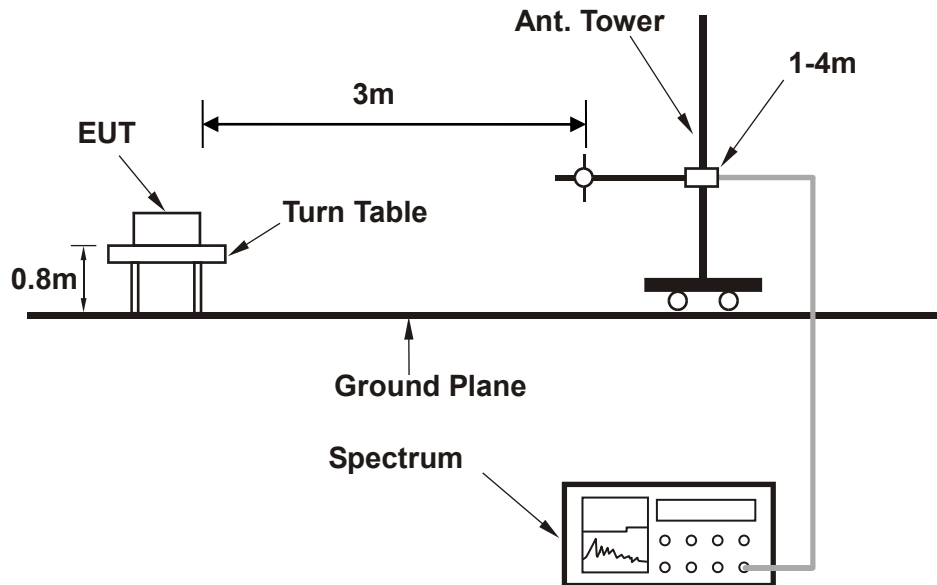 Ant. Tower
1-4m
3m
EUT
Turn Table
0.8m
Ground Plane
Spectrum